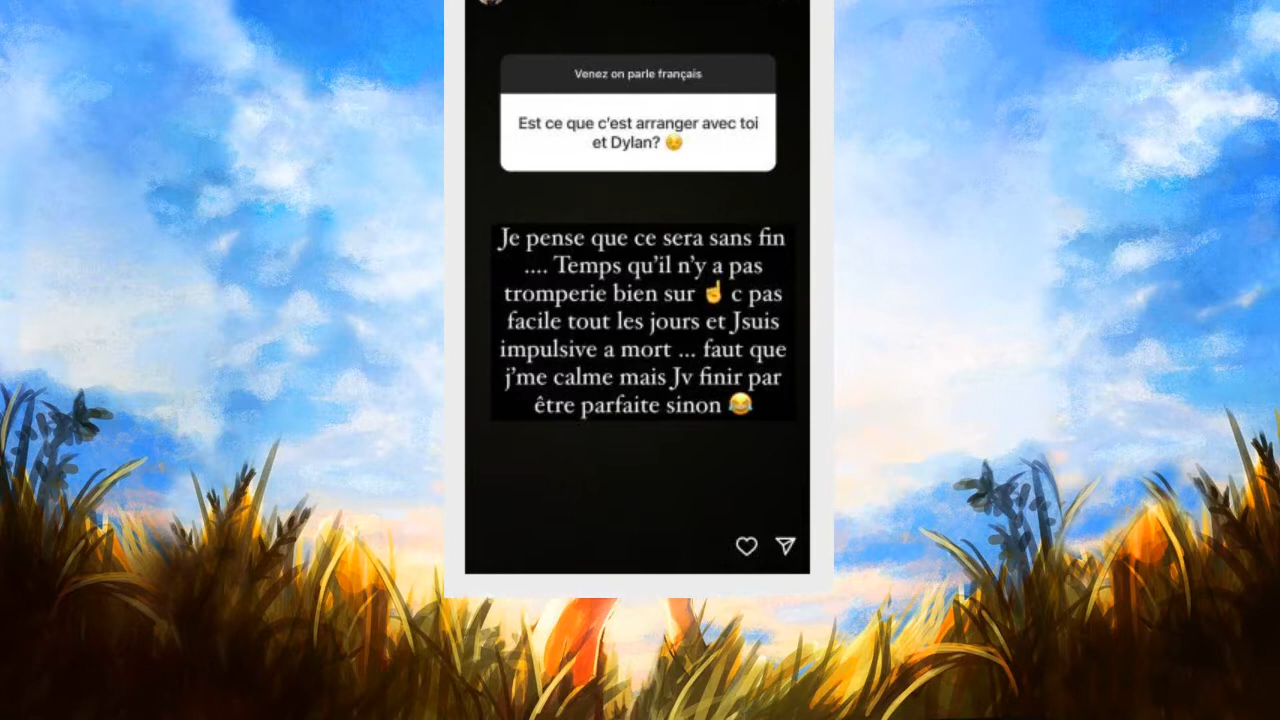 Venez on parle français
Est ce que c'est arranger avec toi
et Dylan? ☺️
Je pense que ce sera sans fin
.... Temps qu'il n'y a pas
tromperie bien sur ☝️ c pas
facile tout les jours et Jsuis
impulsive a mort ... faut que
j'me calme mais Jv finir par
être parfaite sinon 😂